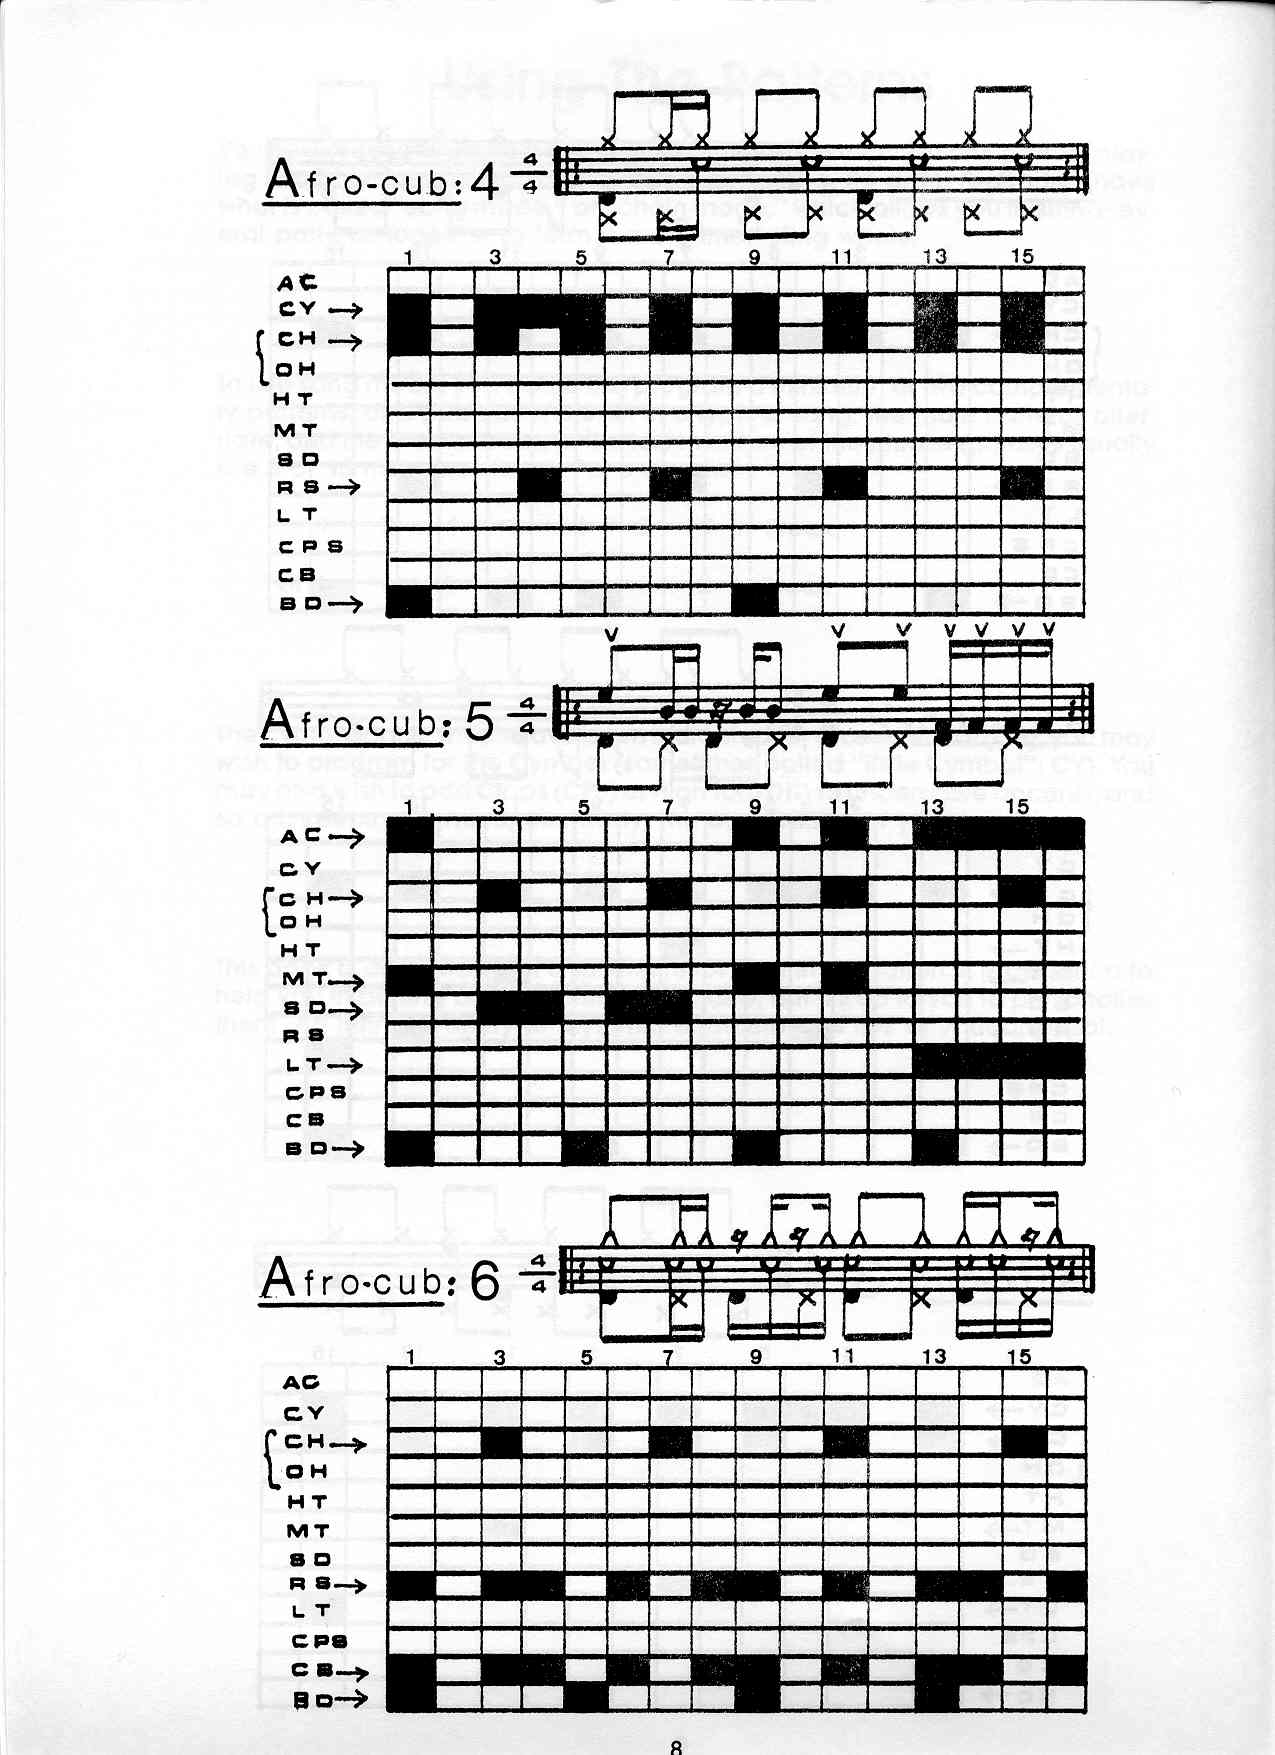 Afro-cub: 4 4/4
1 3 5 7 9 11 13 15
AC
CY →
CH →
OH
HT
MT
SD
RS →
LT
CPS
CB
BD →
Afro-cub: 5 4/4
1 3 5 7 9 11 13 15
AC →
CY
CH →
OH
HT
MT →
SD →
RS
LT →
CPS
CB
BD →
Afro-cub: 6 4/4
1 3 5 7 9 11 13 15
AC
CY
CH →
OH
HT
MT
SD
RS →
LT
CPS
CB →
BD →
8